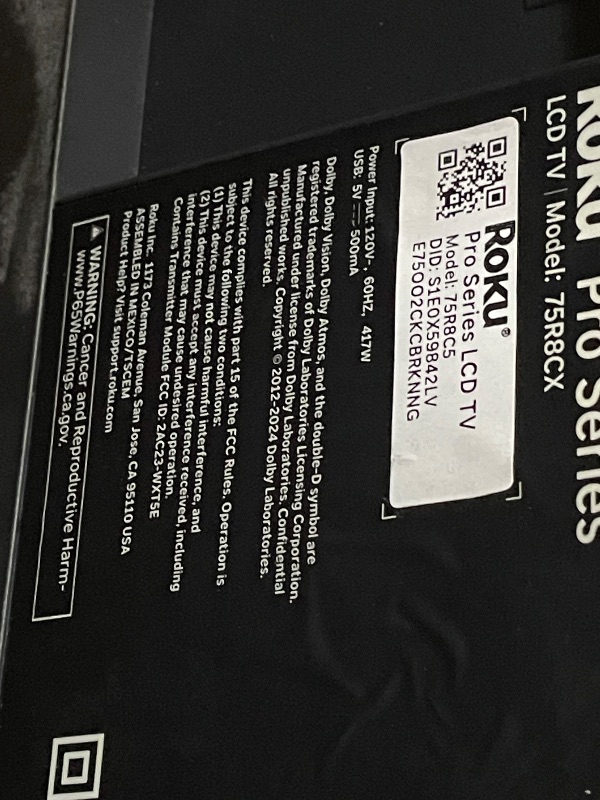 ROKU Pro Series
LCD TV | Model: 75R8CX
ROKU®
Pro Series LCD TV
Model: 75R8C5
DID: S1E0X59842LV
E75002CKCBRKNNG
Power Input: 120V~, 60HZ, 417W
USB: 5V ⎓ 500mA
Dolby, Dolby Vision, Dolby Atmos, and the double-D symbol are
registered trademarks of Dolby Laboratories Licensing Corporation.
Manufactured under license from Dolby Laboratories. Confidential
unpublished works. Copyright © 2012-2024 Dolby Laboratories.
All rights reserved.
This device complies with part 15 of the FCC Rules. Operation is
subject to the following two conditions:
(1) This device may not cause harmful interference, and
(2) This device must accept any interference received, including
interference that may cause undesired operation.
Contains Transmitter Module FCC ID: 2AC23-WXT5E
Roku Inc. 1173 Coleman Avenue, San Jose, CA 95110 USA
ASSEMBLED IN MEXICO/TSCEM
Product Help? Visit support.roku.com
WARNING: Cancer and Reproductive Harm-
www.P65Warnings.ca.gov.